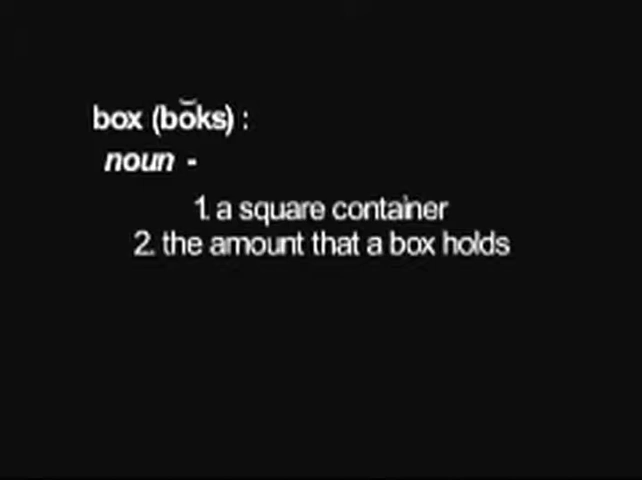 box (bŏks) :
noun -
1. a square container
2. the amount that a box holds